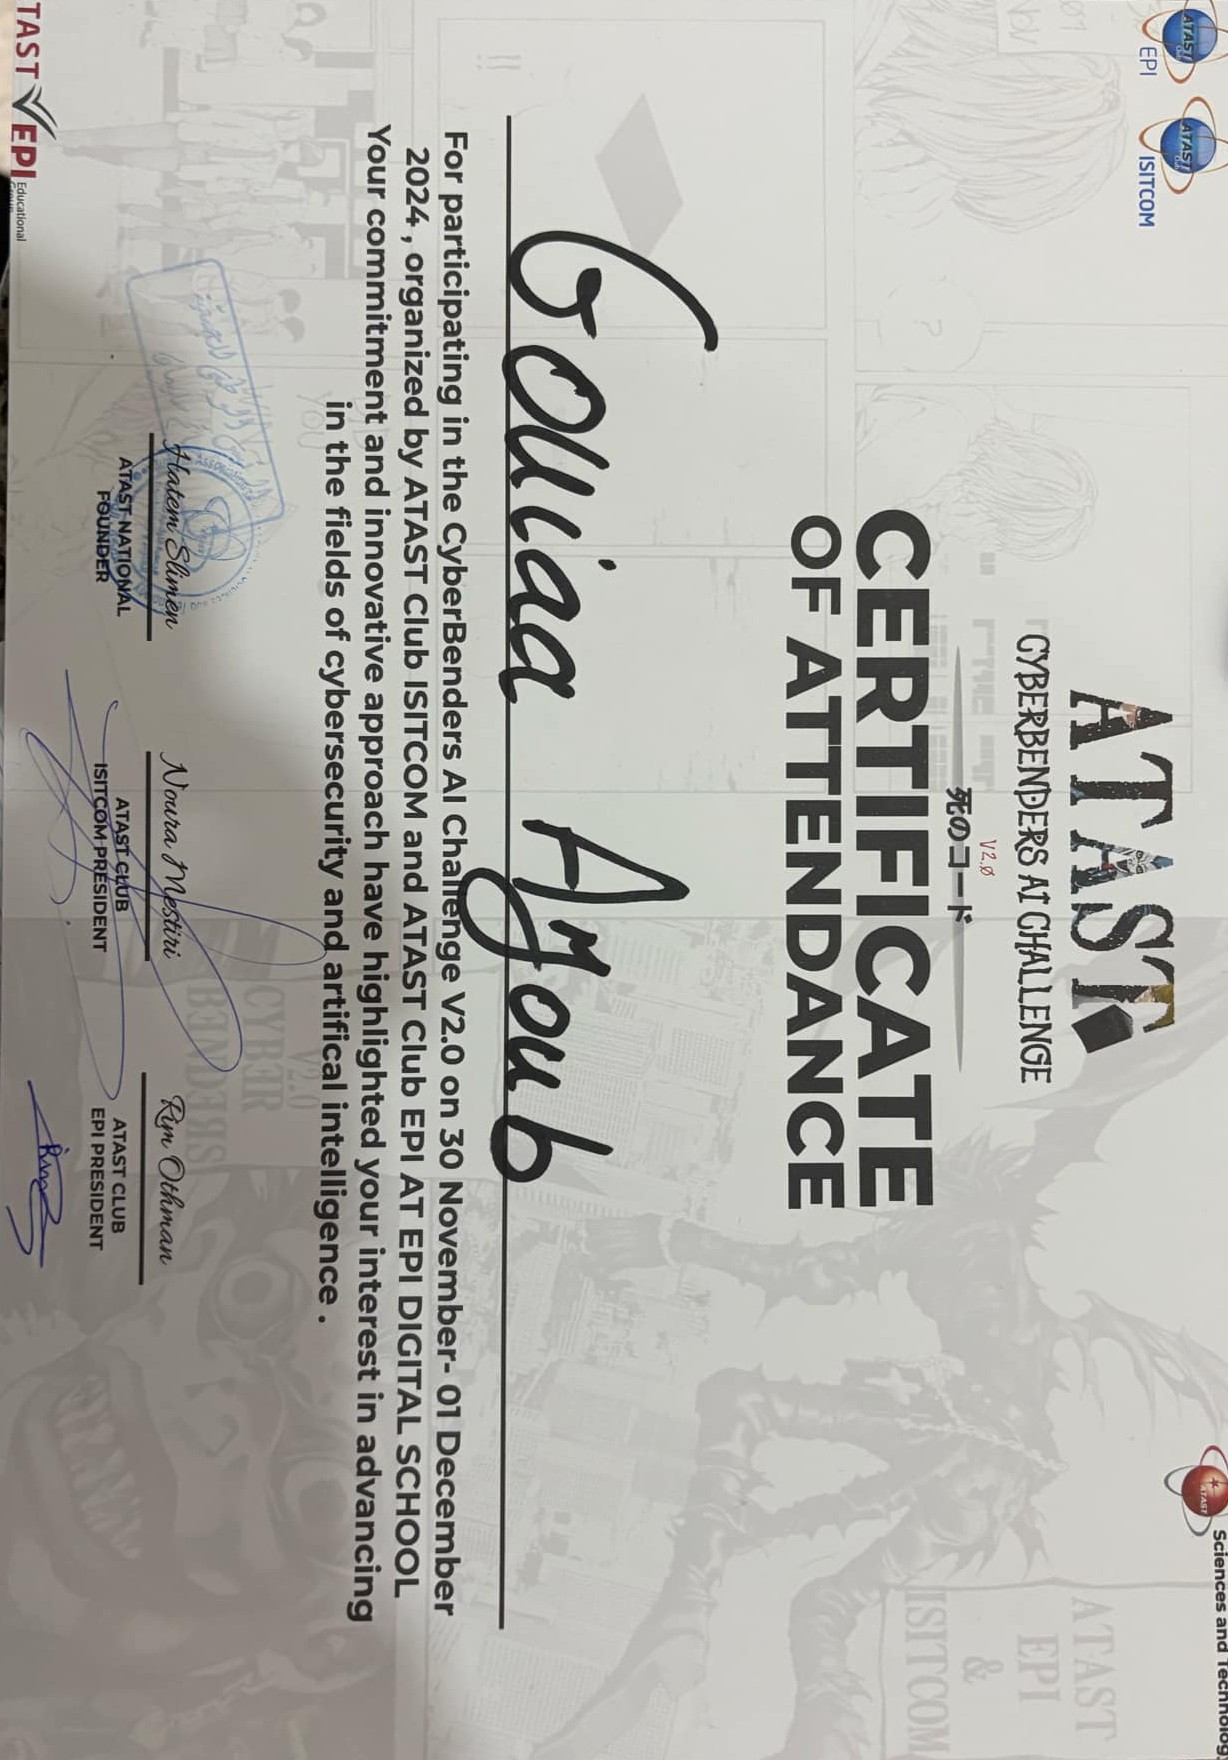 ATAST
Club
EPI
ATAST
Club
ISITCOM
Sciences and Technology
ATAST
ATAST
CYBERBENDERS AI CHALLENGE
V2.0
死のコード
CERTIFICATE
OF ATTENDANCE
ATAST
EPI
&
ISITCOM
01
NOV
?
!!
Gouiaa Ayoub
For participating in the CyberBenders AI Challenge V2.0 on 30 November- 01 December
2024 , organized by ATAST Club ISITCOM and ATAST Club EPI AT EPI DIGITAL SCHOOL
Your commitment and innovative approach have highlighted your interest in advancing
in the fields of cybersecurity and artifical intelligence .
YOU
V2.0
CYBER
BENDERS
Hatem Slimen
ATAST NATIONAL
FOUNDER
Noura Mestiri
ATAST CLUB
ISITCOM PRESIDENT
Rim Othman
ATAST CLUB
EPI PRESIDENT
TAST
EPI
Educational
Group